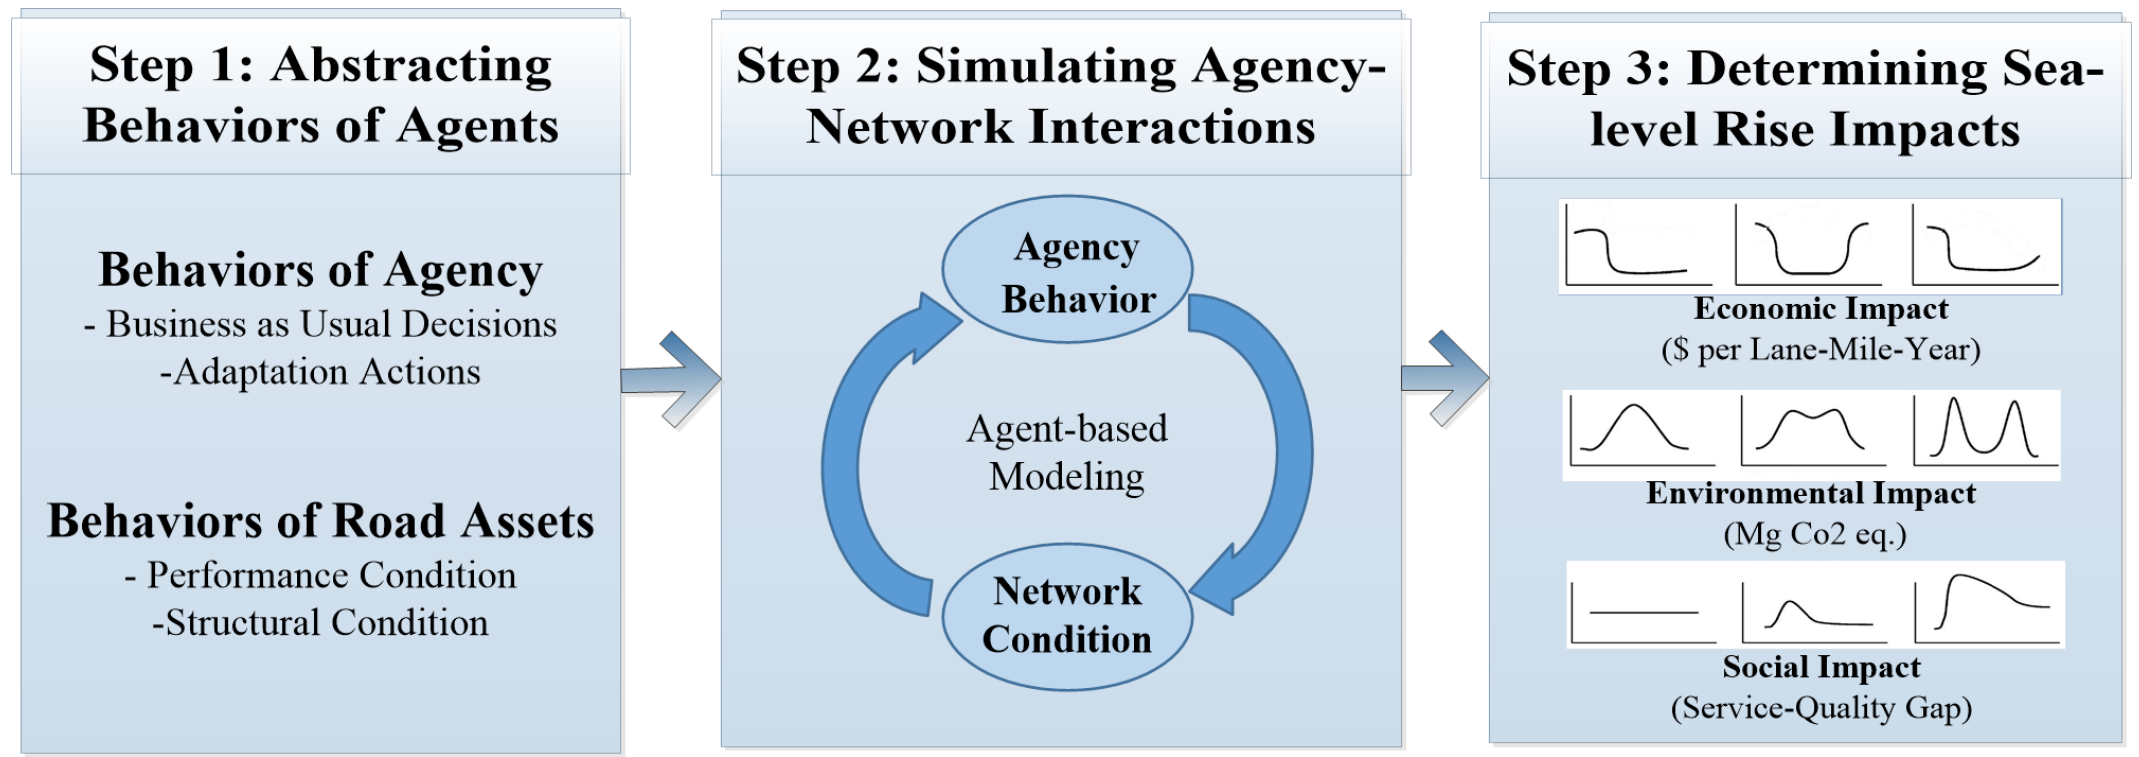 Step 1: Abstracting
Behaviors of Agents
Behaviors of Agency
- Business as Usual Decisions
-Adaptation Actions
Behaviors of Road Assets
- Performance Condition
-Structural Condition
Step 2: Simulating Agency-
Network Interactions
Agency
Behavior
Agent-based
Modeling
Network
Condition
Step 3: Determining Sea-
level Rise Impacts
Economic Impact
($ per Lane-Mile-Year)
Environmental Impact
(Mg Co2 eq.)
Social Impact
(Service-Quality Gap)